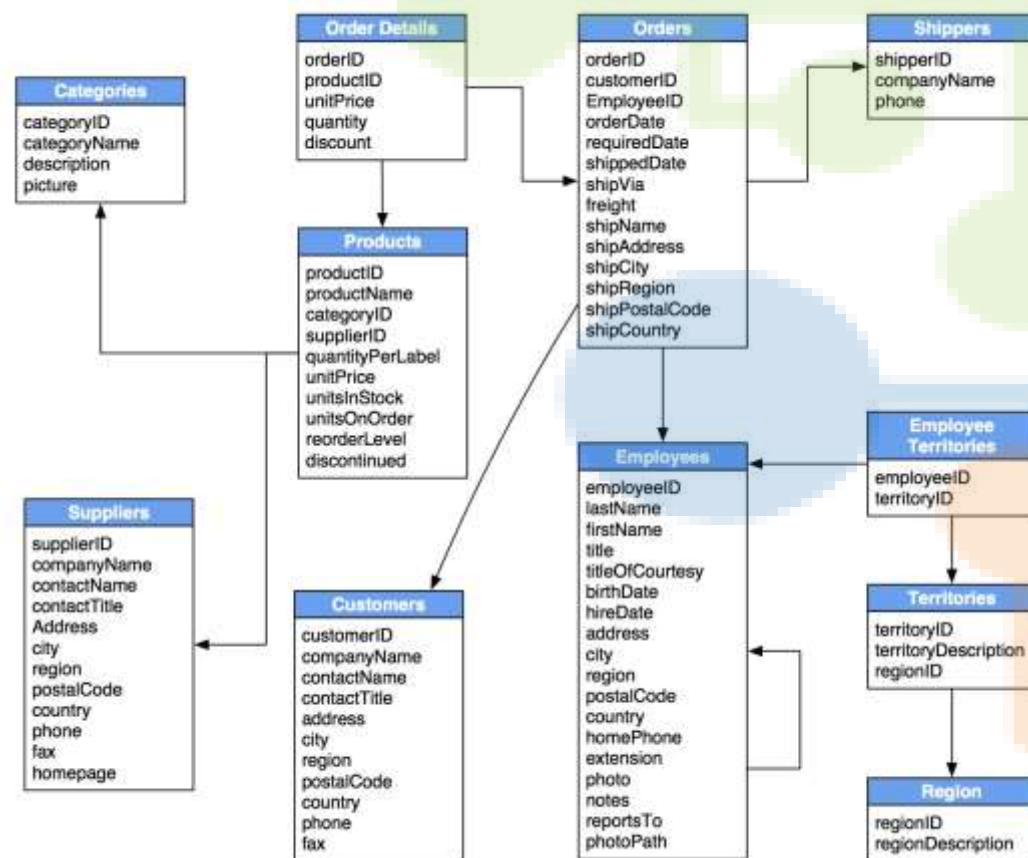 Categories
categoryID
categoryName
description
picture
Order Details
orderID
productID
unitPrice
quantity
discount
Products
productID
productName
categoryID
supplierID
quantityPerLabel
unitPrice
unitsInStock
unitsOnOrder
reorderLevel
discontinued
Suppliers
supplierID
companyName
contactName
contactTitle
Address
city
region
postalCode
country
phone
fax
homepage
Customers
customerID
companyName
contactName
contactTitle
address
city
region
postalCode
country
phone
fax
Orders
orderID
customerID
EmployeeID
orderDate
requiredDate
shippedDate
shipVia
freight
shipName
shipAddress
shipCity
shipRegion
shipPostalCode
shipCountry
Employees
employeeID
lastName
firstName
title
titleOfCourtesy
birthDate
hireDate
address
city
region
postalCode
country
homePhone
extension
photo
notes
reportsTo
photoPath
Shippers
shipperID
companyName
phone
Employee
Territories
employeeID
territoryID
Territories
territoryID
territoryDescription
regionID
Region
regionID
regionDescription